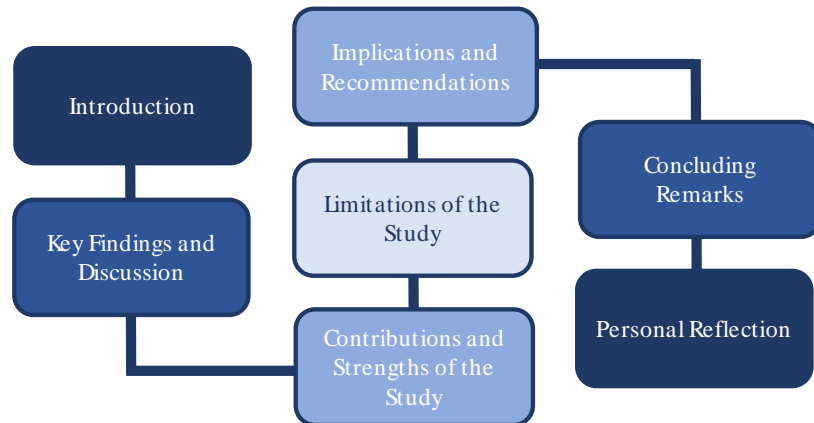 Introduction
Key Findings and
Discussion
Contributions and
Strengths of the
Study
Limitations of the
Study
Implications and
Recommendations
Concluding
Remarks
Personal Reflection